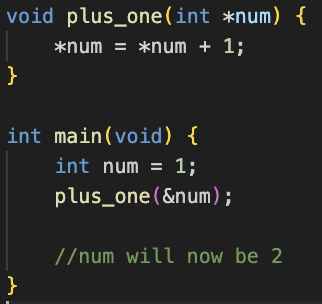 void plus_one(int *num) {
    *num = *num + 1;
}

int main(void) {
    int num = 1;
    plus_one(&num);

    //num will now be 2
}